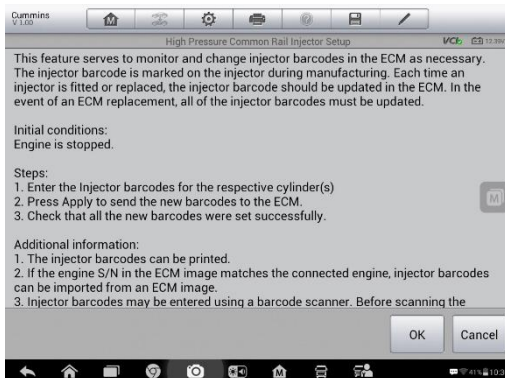 Cummins
V 1.00
High Pressure Common Rail Injector Setup
VCI
12.39V
This feature serves to monitor and change injector barcodes in the ECM as necessary.
The injector barcode is marked on the injector during manufacturing. Each time an
injector is fitted or replaced, the injector barcode should be updated in the ECM. In the
event of an ECM replacement, all of the injector barcodes must be updated.
Initial conditions:
Engine is stopped.
Steps:
1. Enter the Injector barcodes for the respective cylinder(s)
2. Press Apply to send the new barcodes to the ECM.
3. Check that all the new barcodes were set successfully.
Additional information:
1. The injector barcodes can be printed.
2. If the engine S/N in the ECM image matches the connected engine, injector barcodes
can be imported from an ECM image.
3. Injector barcodes may be entered using a barcode scanner. Before scanning the
OK
Cancel
41%